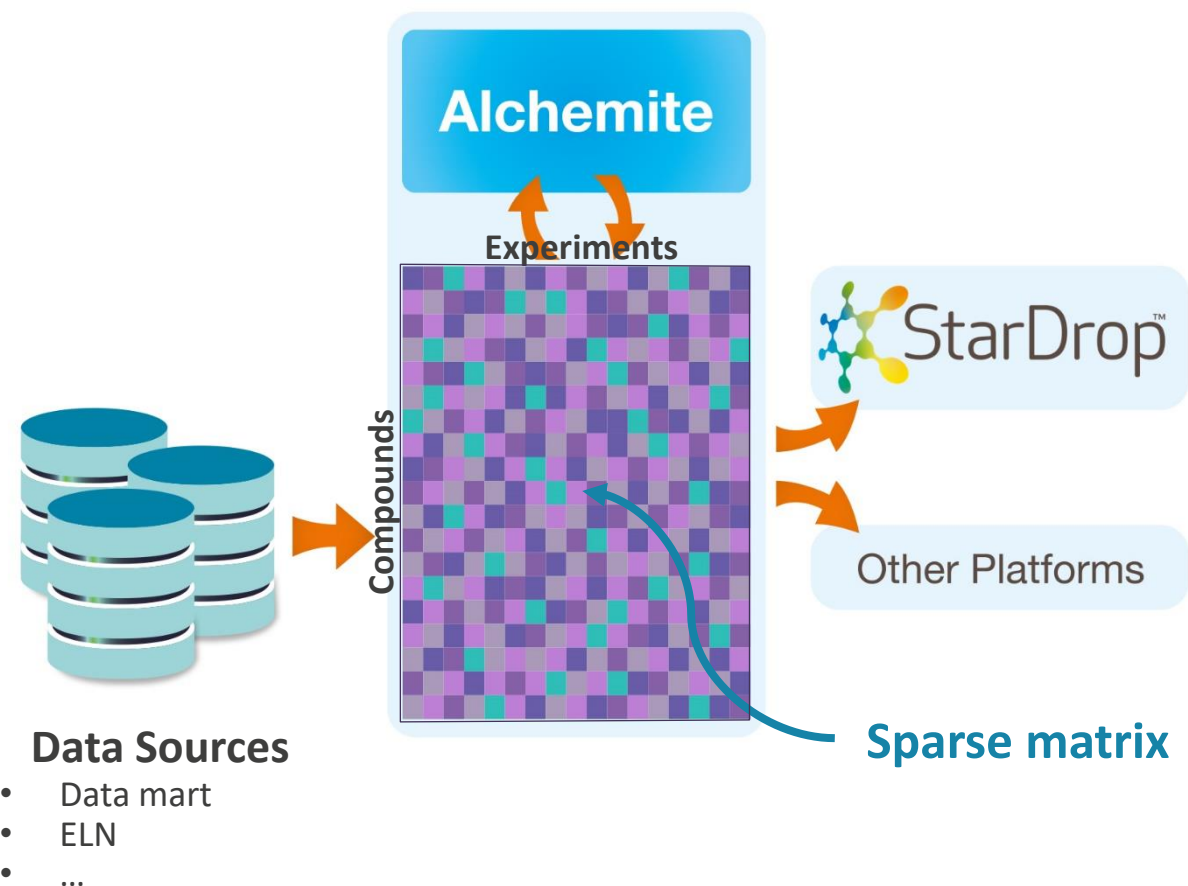 Alchemite
Experiments
Compounds
StarDrop™
Other Platforms
Sparse matrix
Data Sources
• Data mart
• ELN
• ...